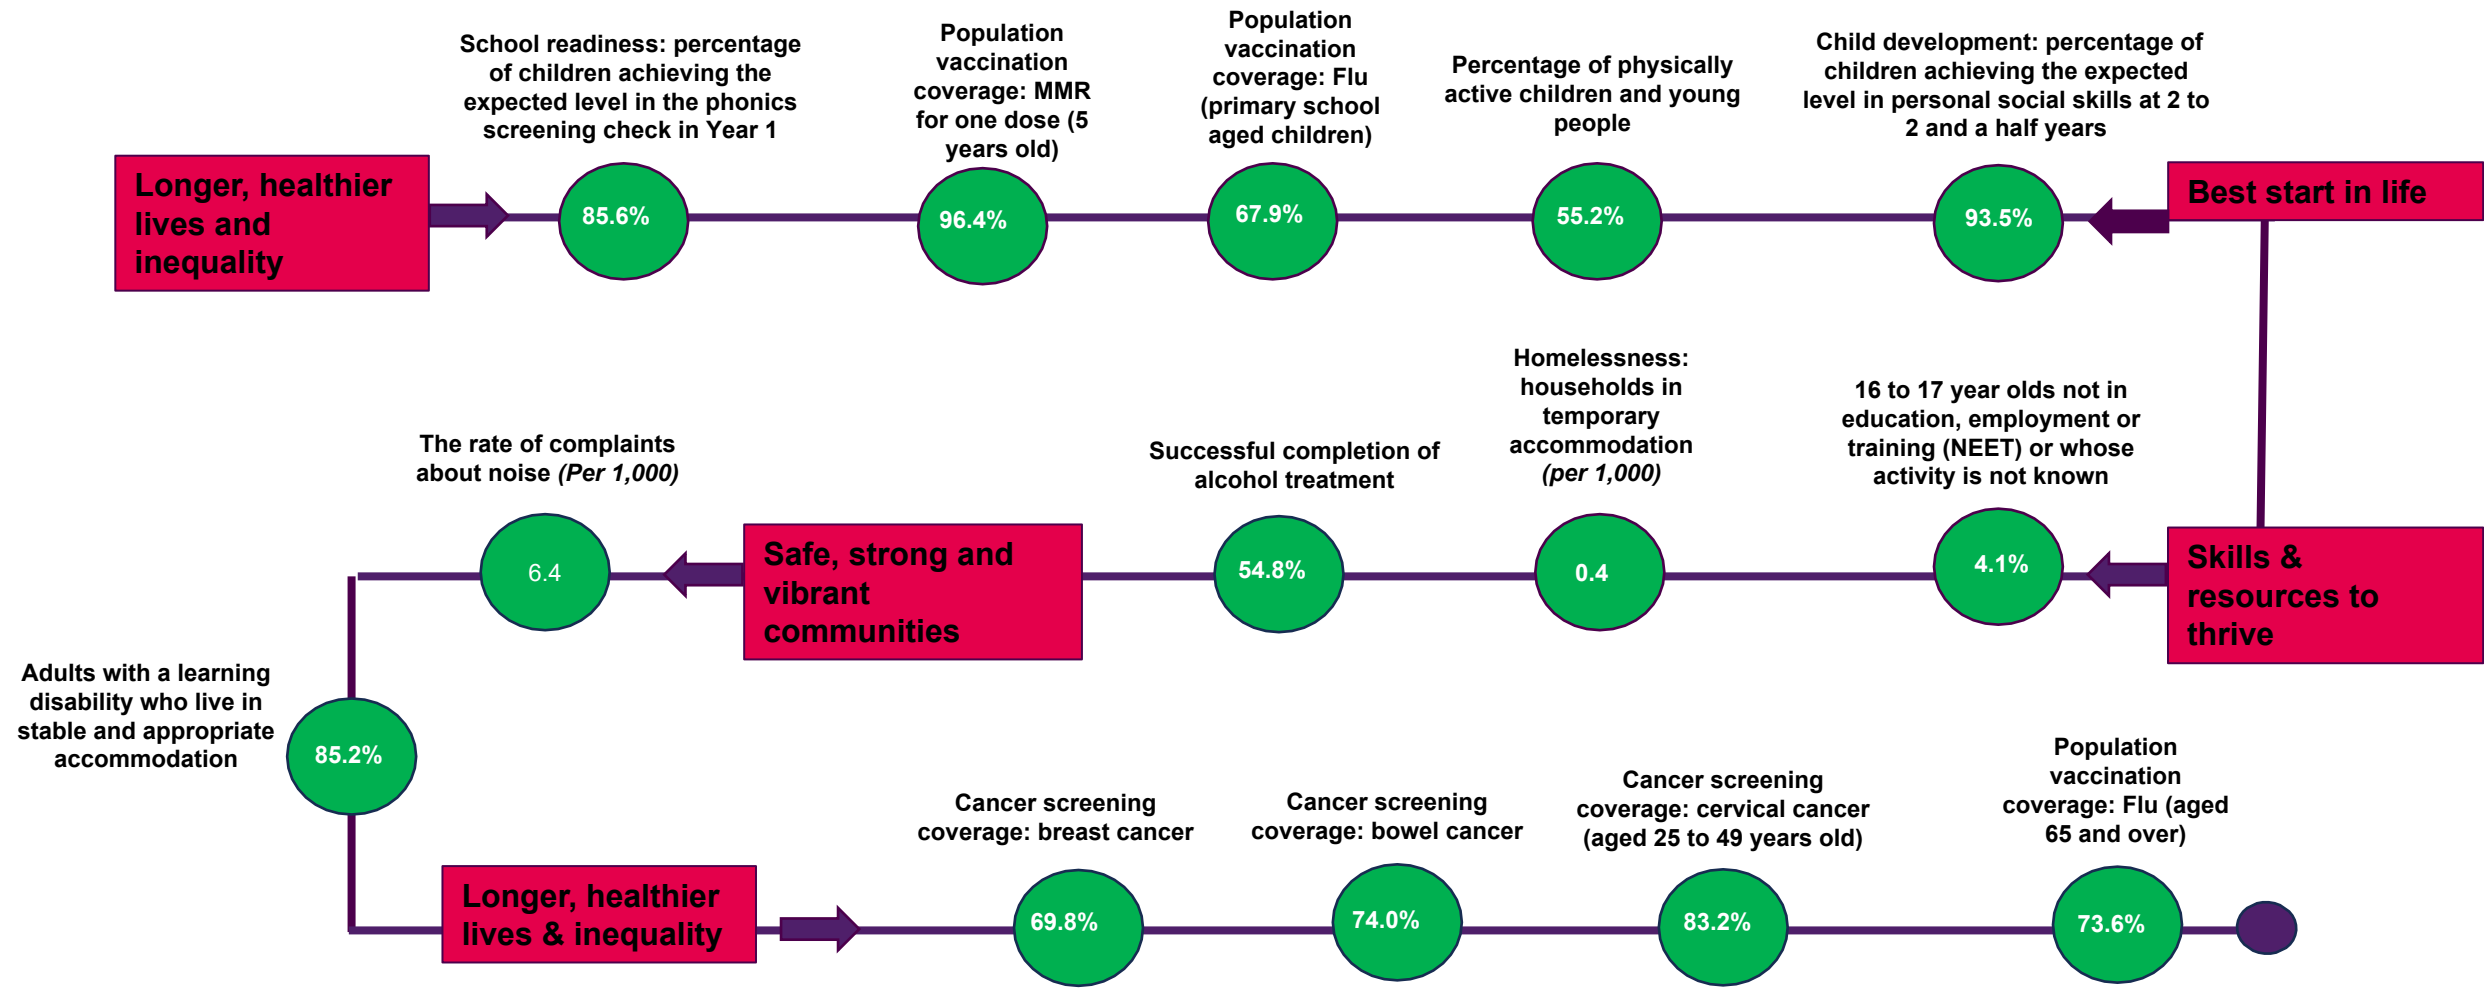 School readiness: percentage
of children achieving the
expected level in the phonics
screening check in Year 1
Population
vaccination
coverage: MMR
for one dose (5
years old)
Population
vaccination
coverage: Flu
(primary school
aged children)
Percentage of physically
active children and young
people
Child development: percentage of
children achieving the expected
level in personal social skills at 2 to
2 and a half years
Longer, healthier
lives and
inequality
85.6%
96.4%
67.9%
55.2%
93.5%
Best start in life
The rate of complaints
about noise (Per 1,000)
Successful completion of
alcohol treatment
Homelessness:
households in
temporary
accommodation
(per 1,000)
16 to 17 year olds not in
education, employment or
training (NEET) or whose
activity is not known
6.4
Safe, strong and
vibrant
communities
54.8%
0.4
4.1%
Skills &
resources to
thrive
Adults with a learning
disability who live in
stable and appropriate
accommodation
85.2%
Cancer screening
coverage: breast cancer
Cancer screening
coverage: bowel cancer
Cancer screening
coverage: cervical cancer
(aged 25 to 49 years old)
Population
vaccination
coverage: Flu (aged
65 and over)
Longer, healthier
lives & inequality
69.8%
74.0%
83.2%
73.6%